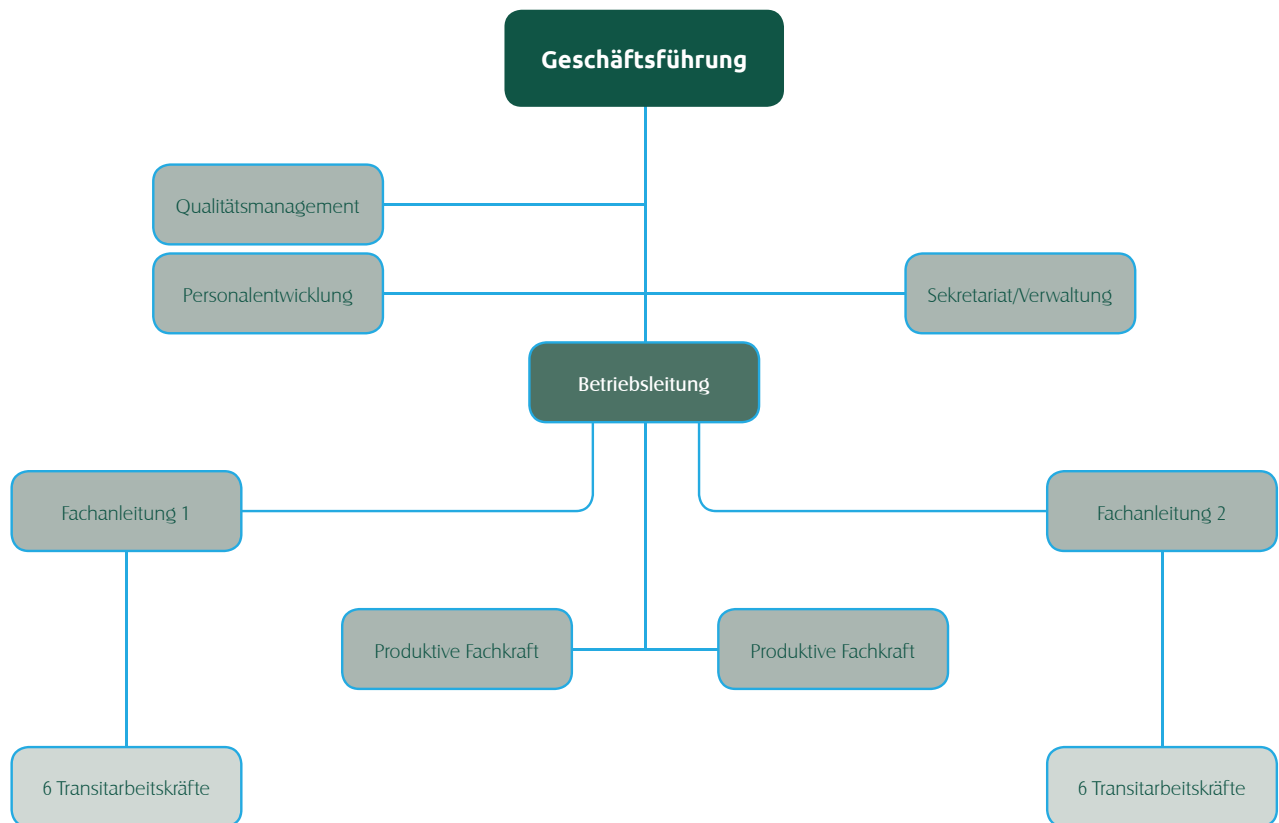 Geschäftsführung
Qualitätsmanagement
Personalentwicklung
Sekretariat/Verwaltung
Betriebsleitung
Fachanleitung 1
Fachanleitung 2
Produktive Fachkraft
Produktive Fachkraft
6 Transitarbeitskräfte
6 Transitarbeitskräfte